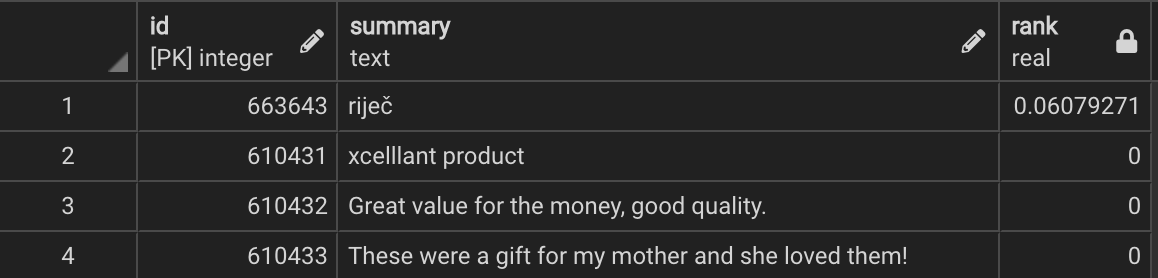 id summary rank
[PK] integer text real
1 663643 riječ 0.06079271
2 610431 xcelllant product 0
3 610432 Great value for the money, good quality. 0
4 610433 These were a gift for my mother and she loved them! 0